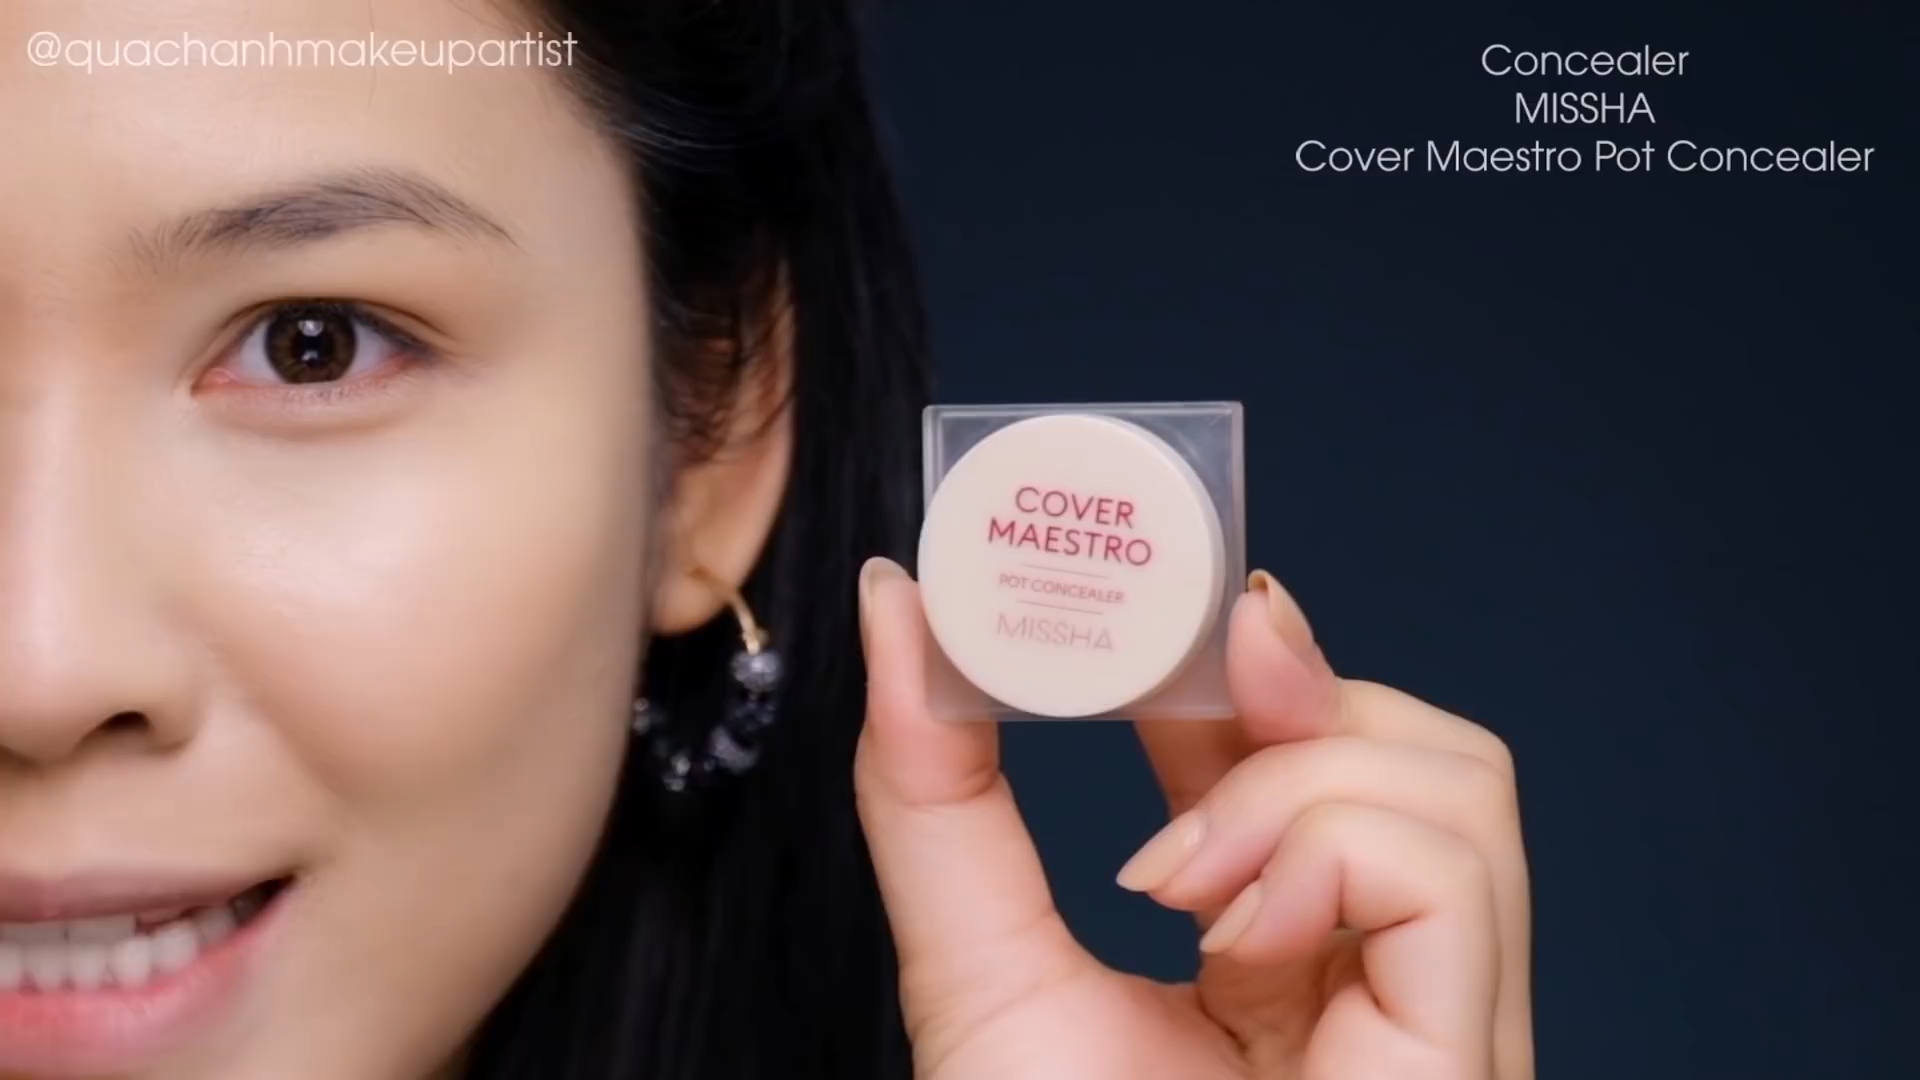 @quachanhmakeupartist
Concealer
MISSHA
Cover Maestro Pot Concealer
COVER
MAESTRO
POT CONCEALER
MISSHA